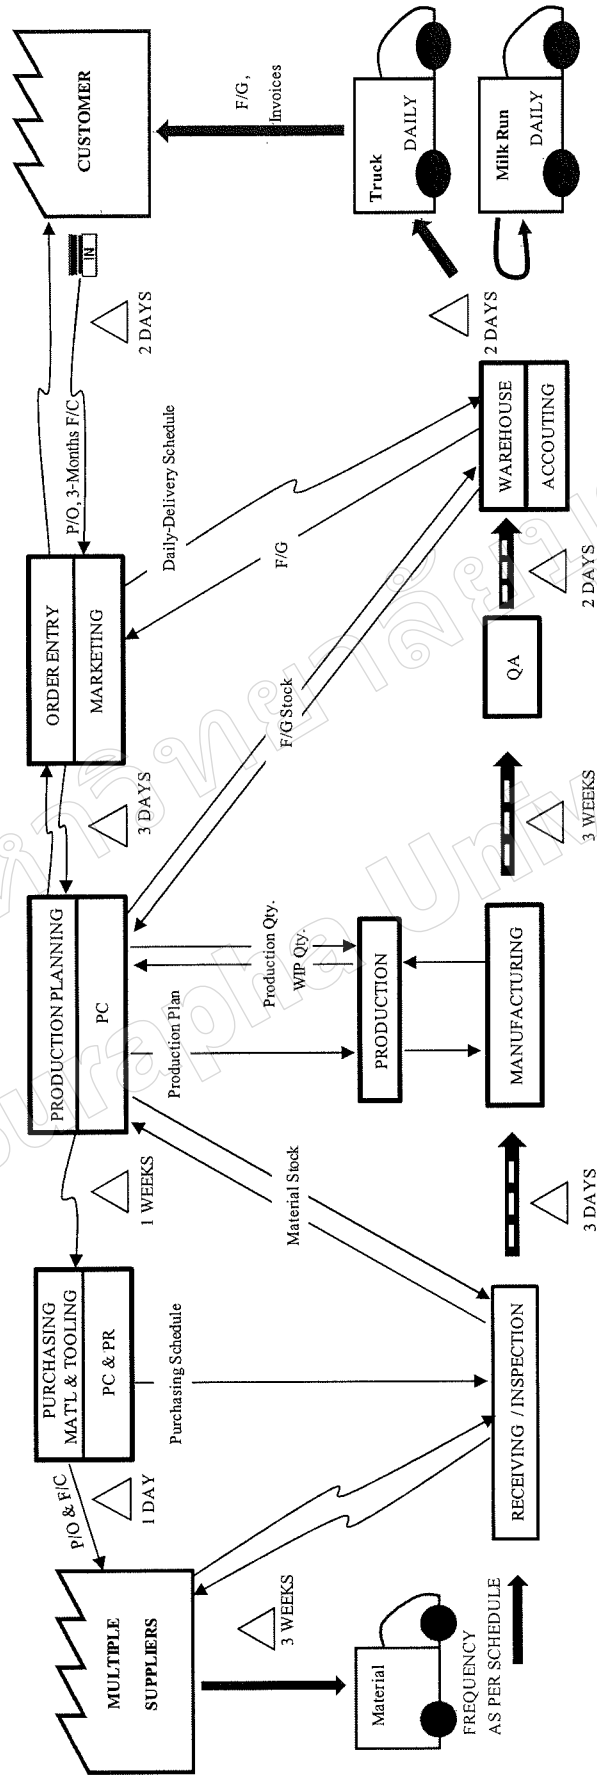 MULTIPLE
SUPPLIERS
P/O & F/C
1 DAY
PURCHASING
MATL & TOOLING
PC & PR
1 WEEKS
PRODUCTION PLANNING
PC
3 DAYS
ORDER ENTRY
MARKETING
P/O, 3-Months F/C
2 DAYS
IN
CUSTOMER
3 WEEKS
Purchasing Schedule
Material Stock
Production Plan
Production Qty.
WIP Qty.
PRODUCTION
F/G Stock
F/G
Daily-Delivery Schedule
F/G,
Invoices
Material
FREQUENCY
AS PER SCHEDULE
RECEIVING / INSPECTION
3 DAYS
MANUFACTURING
3 WEEKS
QA
2 DAYS
WAREHOUSE
ACCOUTING
2 DAYS
Truck
DAILY
Milk Run
DAILY